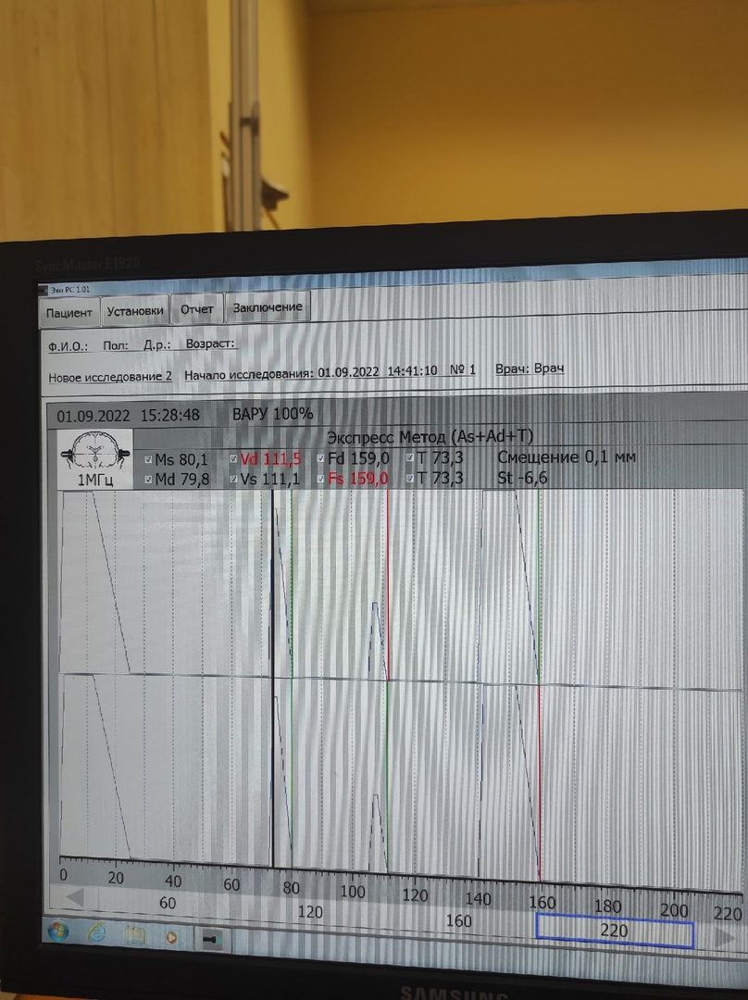 SyncMaster E1920
Эхо РС 1.01
Пациент Установки Отчет Заключение
Ф.И.О.: Пол: Д.р.: Возраст:
Новое исследование 2 Начало исследования: 01.09.2022 14:41:10 № 1 Врач: Врач
01.09.2022 15:28:48 ВАРУ 100%
Экспресс Метод (As+Ad+T)
Ms 80,1 Vd 111,5 Fd 159,0 T 73,3 Смещение 0,1 мм
1МГц Md 79,8 Vs 111,1 Fs 159,0 T 73,3 St -6,6
0 20 40 60 80 100 120 140 160 180 200 220
60 120 160 220
SAMSUNG